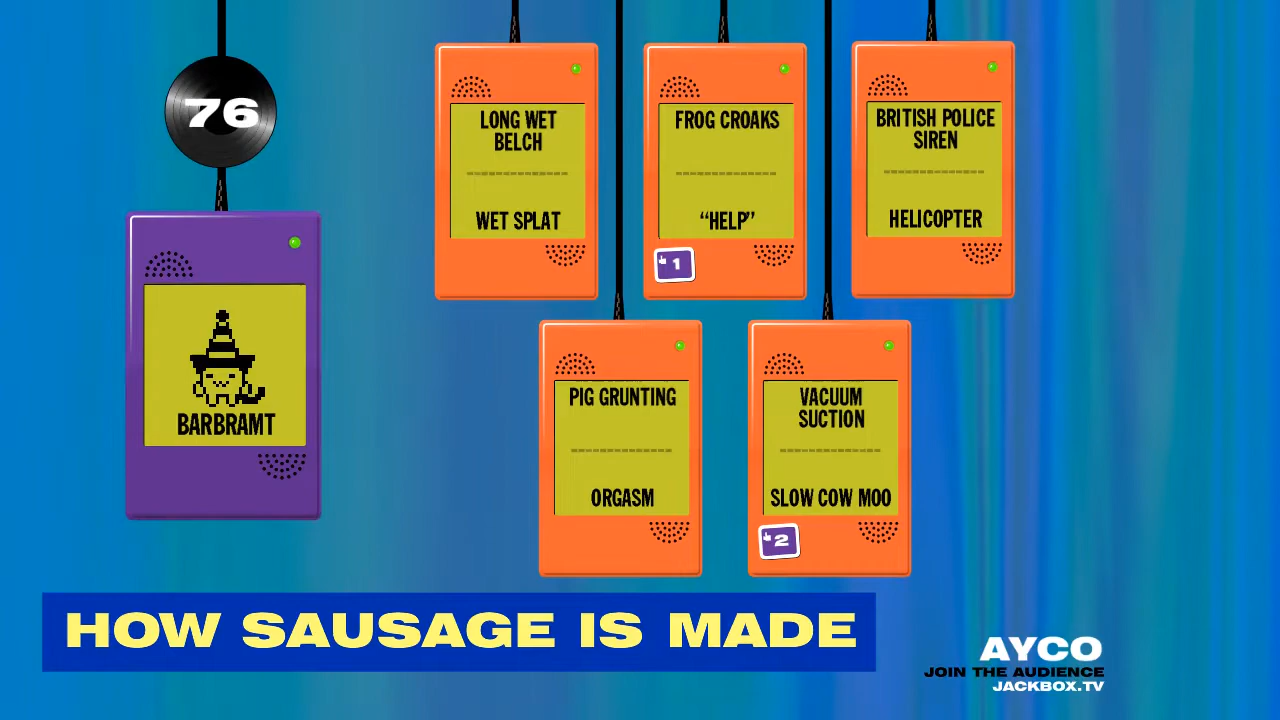 76
BARBRAMT
LONG WET
BELCH
WET SPLAT
FROG CROAKS
“HELP”
1
BRITISH POLICE
SIREN
HELICOPTER
PIG GRUNTING
ORGASM
VACUUM
SUCTION
SLOW COW MOO
2
HOW SAUSAGE IS MADE
AYCO
JOIN THE AUDIENCE
JACKBOX.TV